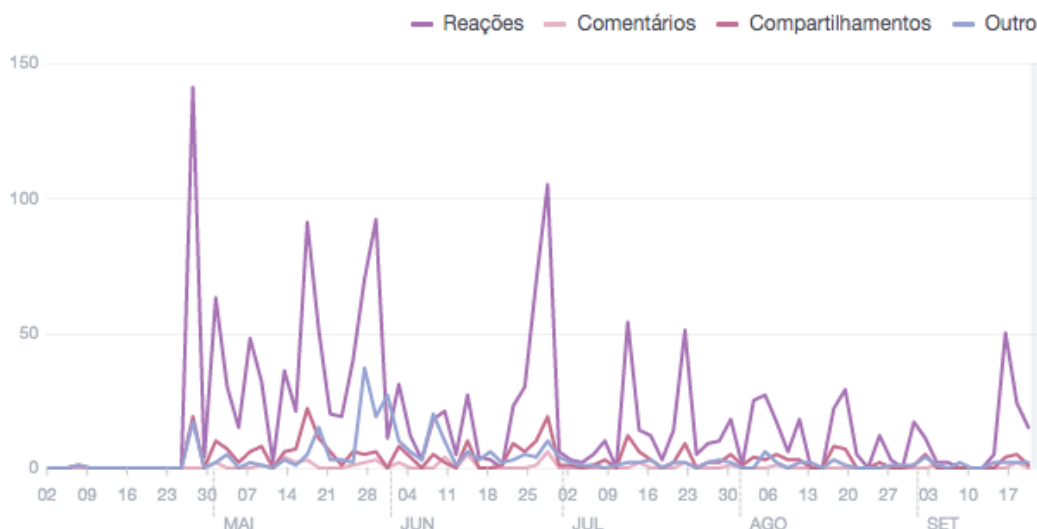 Reações Comentários Compartilhamentos Outro
150
100
50
0
02 09 16 23 30 07 14 21 28 04 11 18 25 02 09 16 23 30 06 13 20 27 03 10 17
MAI JUN JUL AGO SET